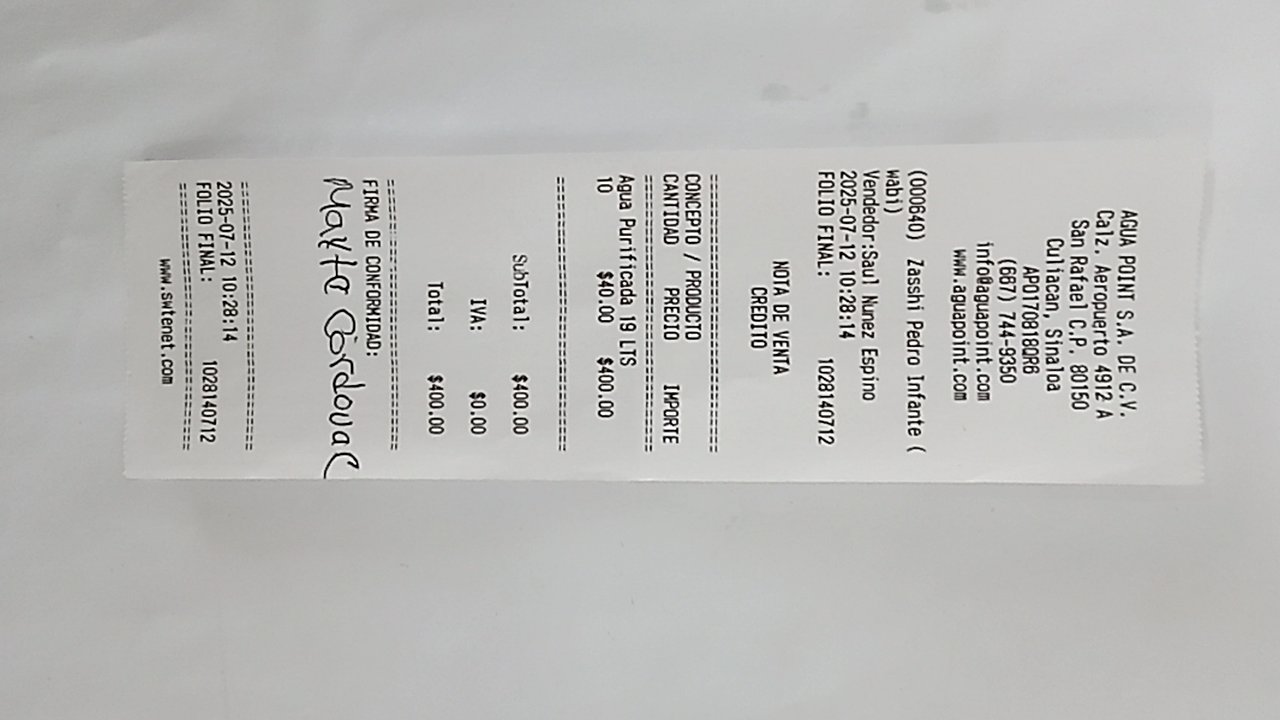 AGUA POINT S.A. DE C.V.
Calz. Aeropuerto 4912 A
San Rafael C.P. 80150
Culiacan, Sinaloa
APO170818QR6
(667) 744-9350
info@aguapoint.com
www.aguapoint.com
(000640) Zasshi Pedro Infante (
wabi)
Vendedor:Saul Nunez Espino
2025-07-12 10:28:14
FOLIO FINAL: 1028140712
NOTA DE VENTA
CREDITO
================================
CONCEPTO / PRODUCTO
CANTIDAD PRECIO IMPORTE
================================
Agua Purificada 19 LTS
10 $40.00 $400.00
================================
SubTotal: $400.00
IVA: $0.00
Total: $400.00
================================
FIRMA DE CONFORMIDAD:
Mayta Cordova C
================================
2025-07-12 10:28:14
FOLIO FINAL: 1028140712
================================
www.swtenet.com